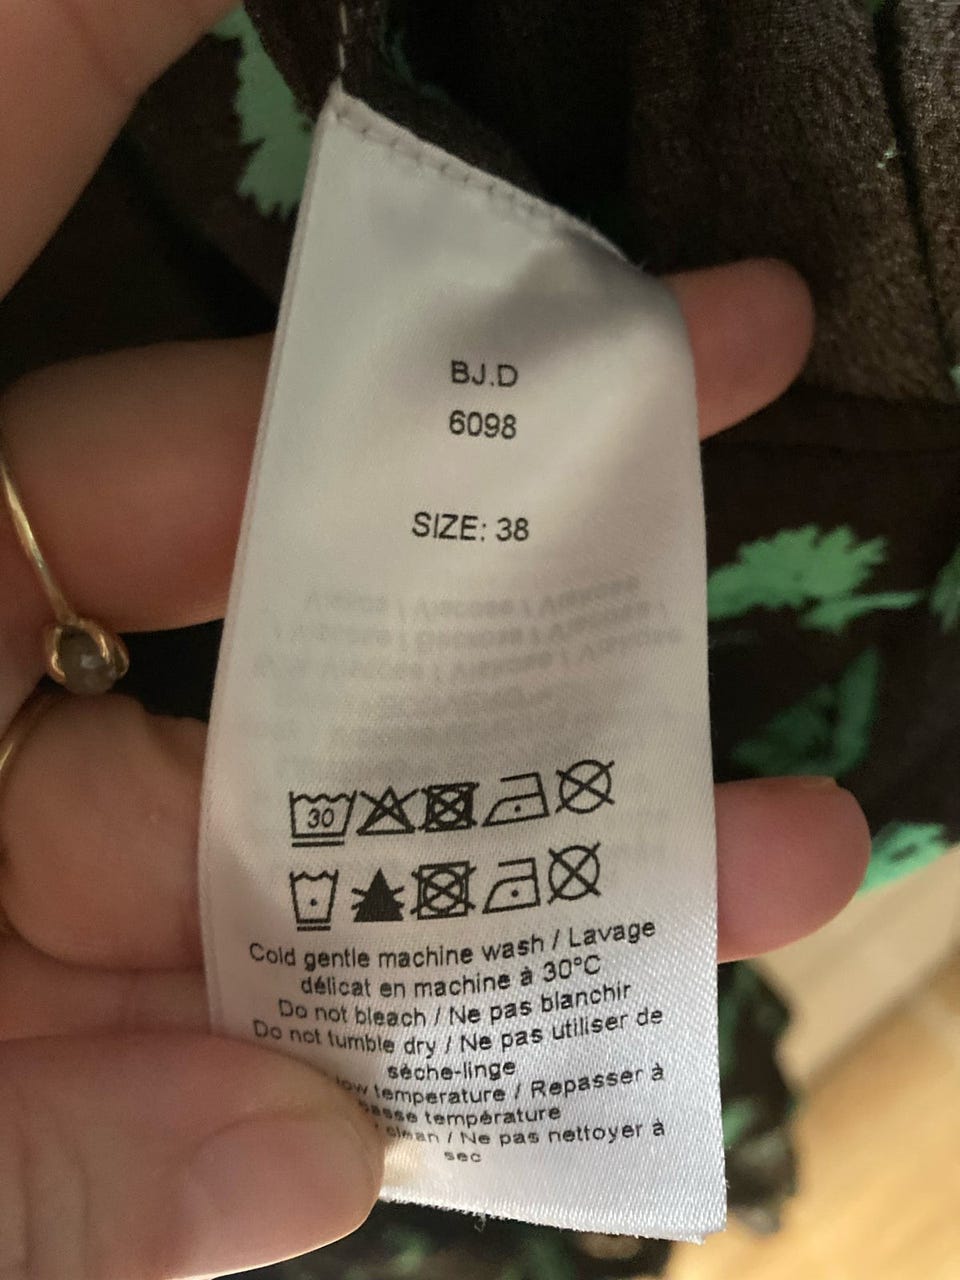 BJ.D
6098
SIZE: 38
30
Cold gentle machine wash / Lavage
délicat en machine à 30°C
Do not bleach / Ne pas blanchir
Do not tumble dry / Ne pas utiliser de
sèche-linge
low temperature / Repasser à
basse température
clean / Ne pas nettoyer à
sec